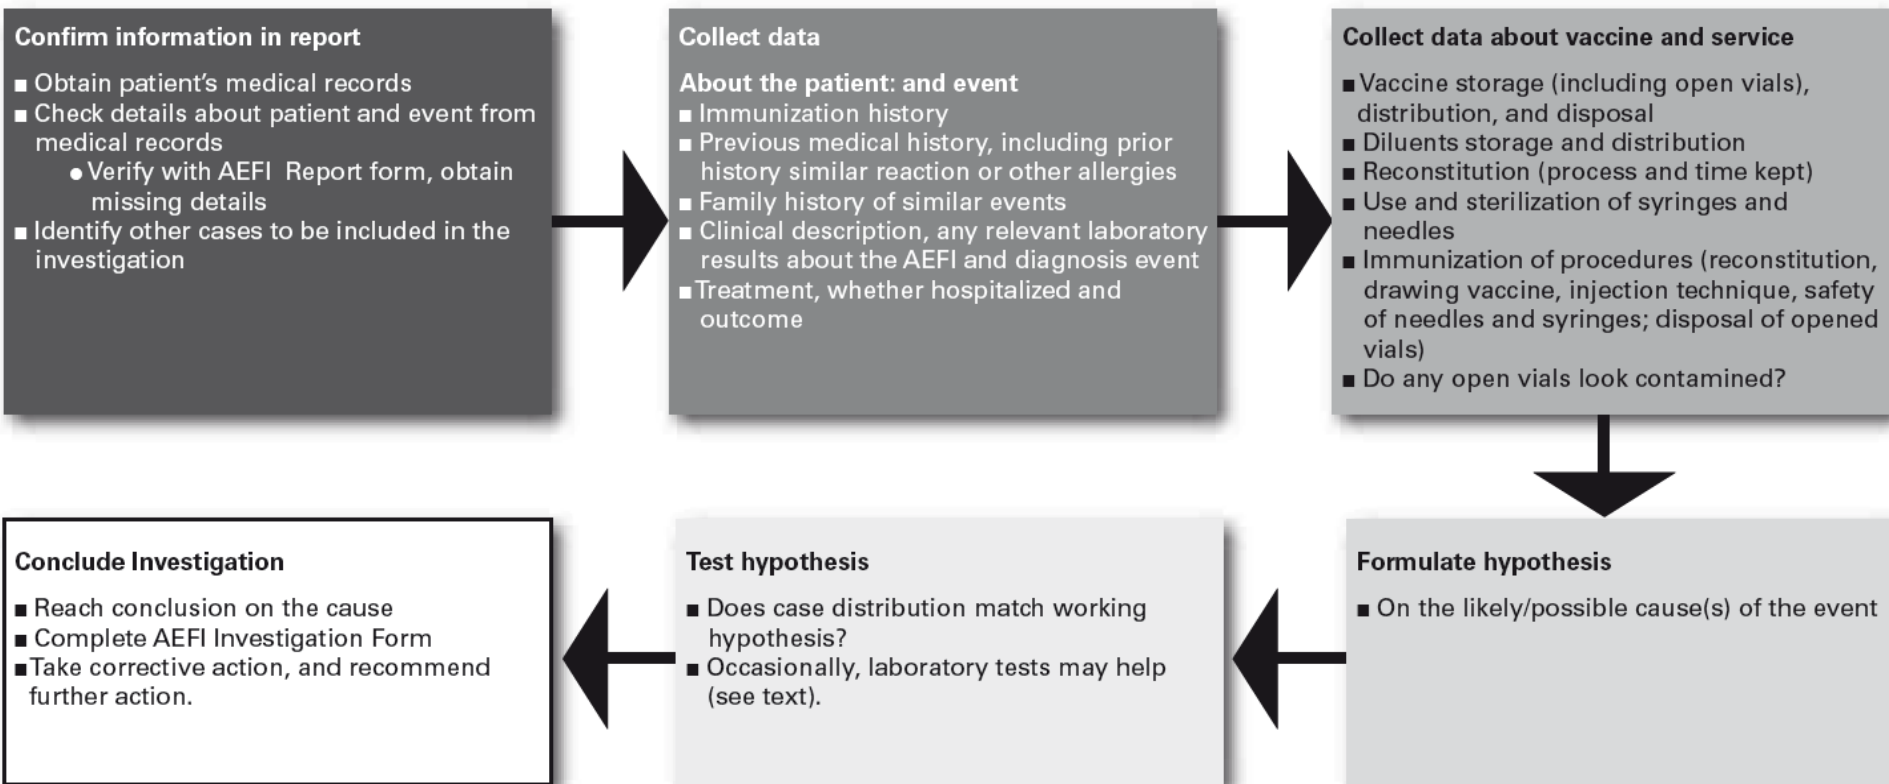 Confirm information in report
■ Obtain patient’s medical records
■ Check details about patient and event from
medical records
● Verify with AEFI Report form, obtain
missing details
■ Identify other cases to be included in the
investigation
Collect data
About the patient: and event
■ Immunization history
■ Previous medical history, including prior
history similar reaction or other allergies
■ Family history of similar events
■ Clinical description, any relevant laboratory
results about the AEFI and diagnosis event
■ Treatment, whether hospitalized and
outcome
Collect data about vaccine and service
■ Vaccine storage (including open vials),
distribution, and disposal
■ Diluents storage and distribution
■ Reconstitution (process and time kept)
■ Use and sterilization of syringes and
needles
■ Immunization of procedures (reconstitution,
drawing vaccine, injection technique, safety
of needles and syringes; disposal of opened
vials)
■ Do any open vials look contaminated?
Formulate hypothesis
■ On the likely/possible cause(s) of the event
Test hypothesis
■ Does case distribution match working
hypothesis?
■ Occasionally, laboratory tests may help
(see text).
Conclude Investigation
■ Reach conclusion on the cause
■ Complete AEFI Investigation Form
■ Take corrective action, and recommend
further action.